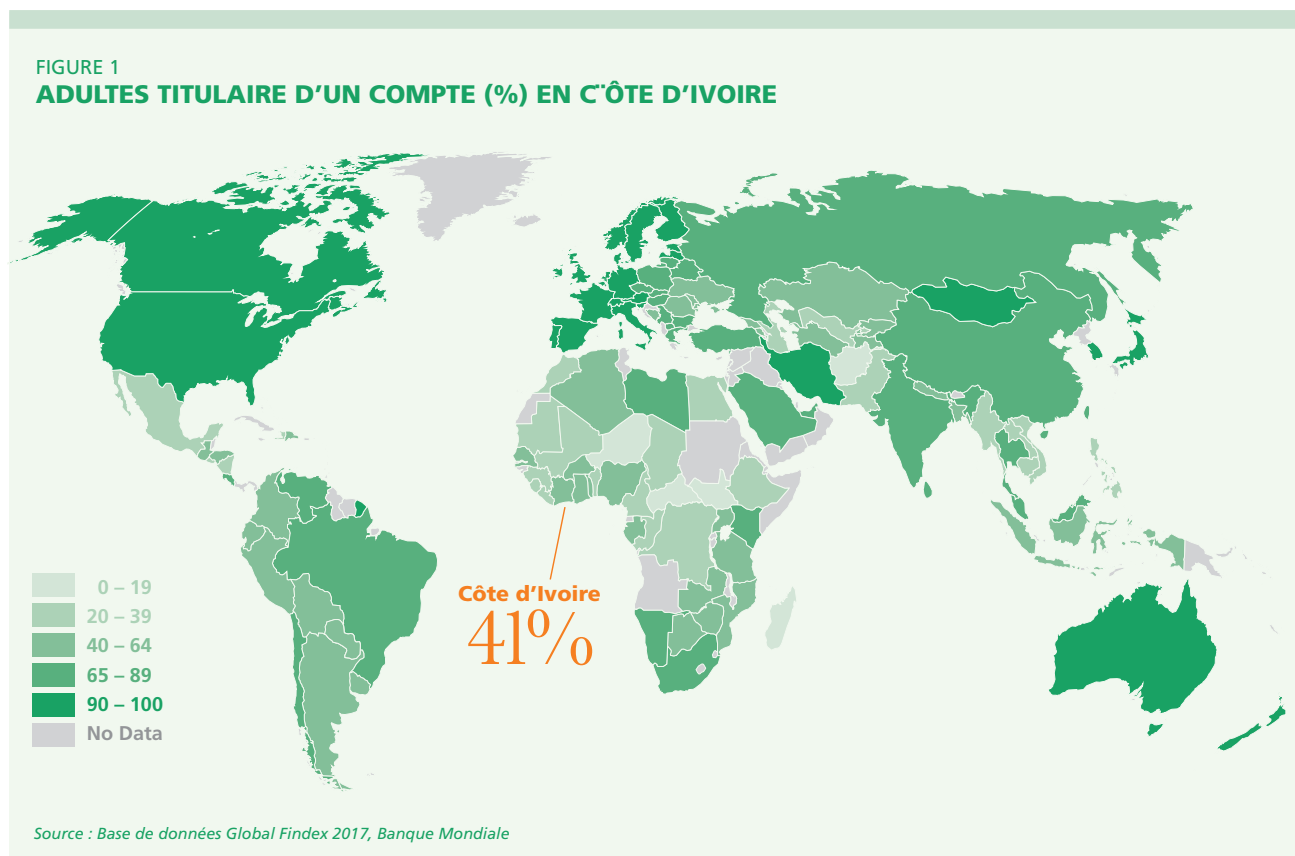 FIGURE 1
ADULTES TITULAIRE D'UN COMPTE (%) EN C¨ÔTE D'IVOIRE
Côte d'Ivoire
41%
0 – 19
20 – 39
40 – 64
65 – 89
90 – 100
No Data
Source : Base de données Global Findex 2017, Banque Mondiale